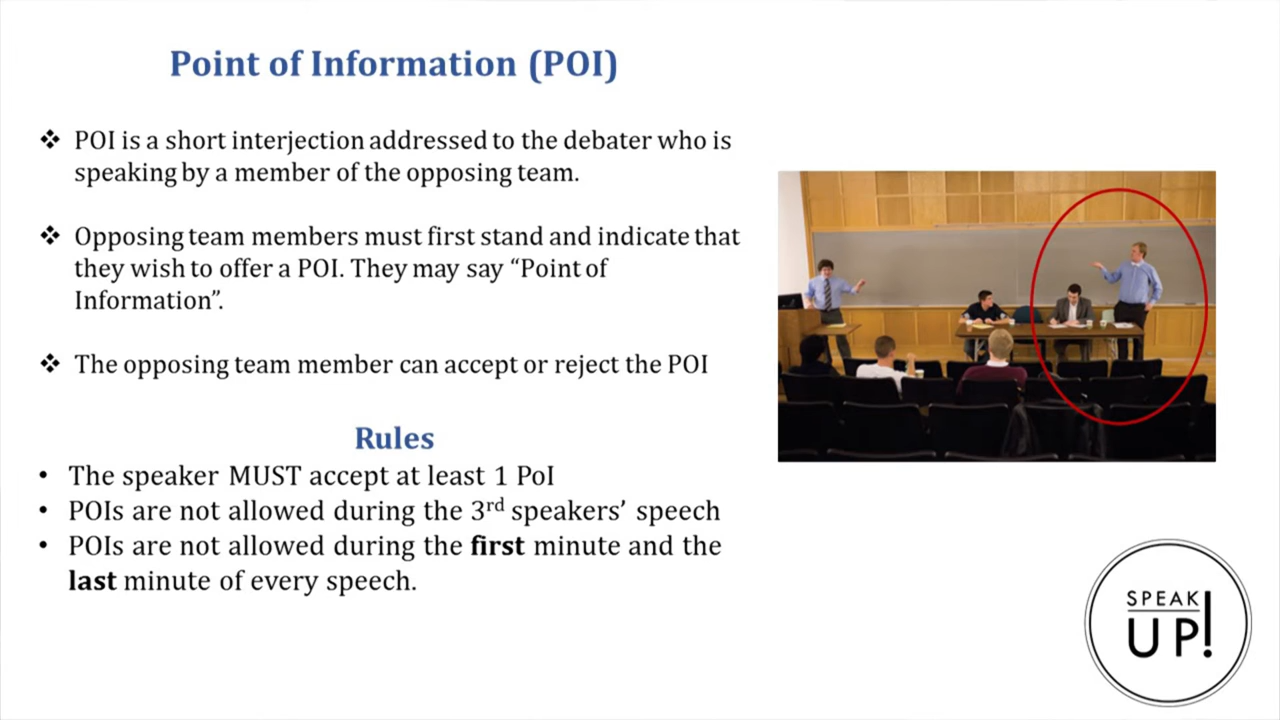 Point of Information (POI)
❖ POI is a short interjection addressed to the debater who is
speaking by a member of the opposing team.
❖ Opposing team members must first stand and indicate that
they wish to offer a POI. They may say “Point of
Information”.
❖ The opposing team member can accept or reject the POI
Rules
• The speaker MUST accept at least 1 PoI
• POIs are not allowed during the 3rd speakers’ speech
• POIs are not allowed during the first minute and the
last minute of every speech.
SPEAK
UP!